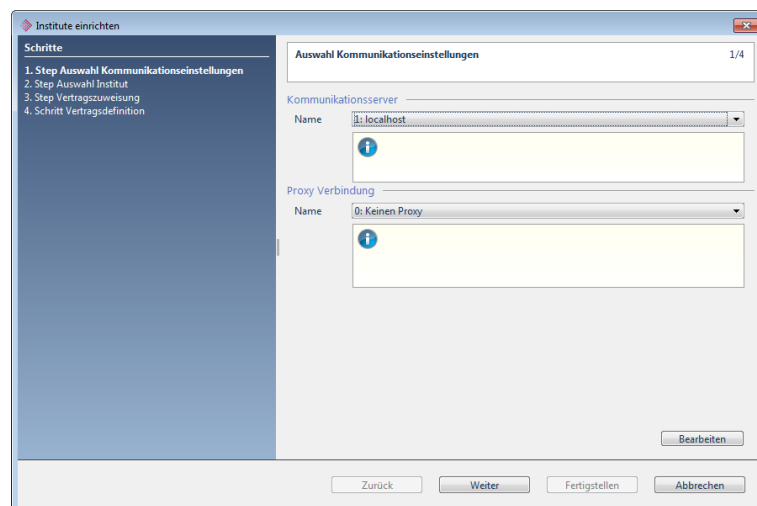 Institute einrichten
Schritte
1. Step Auswahl Kommunikationseinstellungen
2. Step Auswahl Institut
3. Step Vertragszuweisung
4. Schritt Vertragsdefinition
Auswahl Kommunikationseinstellungen 1/4
Kommunikationsserver
Name 1: localhost
Proxy Verbindung
Name 0: Keinen Proxy
Bearbeiten
Zurück Weiter Fertigstellen Abbrechen